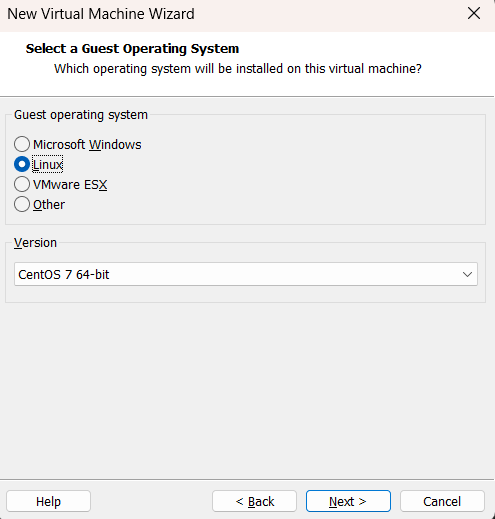 New Virtual Machine Wizard
Select a Guest Operating System
Which operating system will be installed on this virtual machine?
Guest operating system
Microsoft Windows
Linux
VMware ESX
Other
Version
CentOS 7 64-bit
Help
< Back
Next >
Cancel